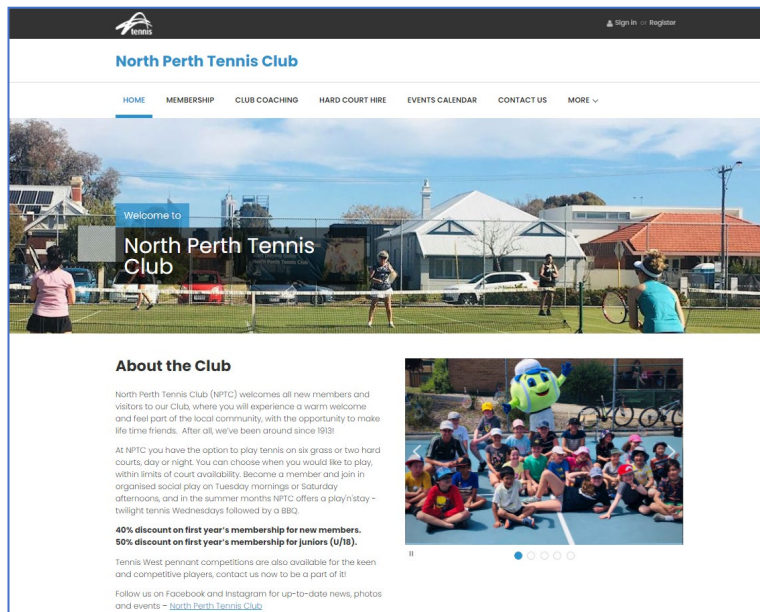 tennis
Sign in or Register
North Perth Tennis Club
HOME MEMBERSHIP CLUB COACHING HARD COURT HIRE EVENTS CALENDAR CONTACT US MORE
Welcome to
North Perth Tennis
Club
About the Club
North Perth Tennis Club (NPTC) welcomes all new members and
visitors to our Club, where you will experience a warm welcome
and feel part of the local community, with the opportunity to make
life time friends. After all, we've been around since 1913!
At NPTC you have the option to play tennis on six grass or two hard
courts, day or night. You can choose when you would like to play,
within limits of court availability. Become a member and join in
organised social play on Tuesday mornings or Saturday
afternoons, and in the summer months NPTC offers a play'n'stay -
twilight tennis Wednesdays followed by a BBQ.
40% discount on first year's membership for new members.
50% discount on first year's membership for juniors (U/18).
Tennis West pennant competitions are also available for the keen
and competitive players, contact us now to be a part of it!
Follow us on Facebook and Instagram for up-to-date news, photos
and events – North Perth Tennis Club